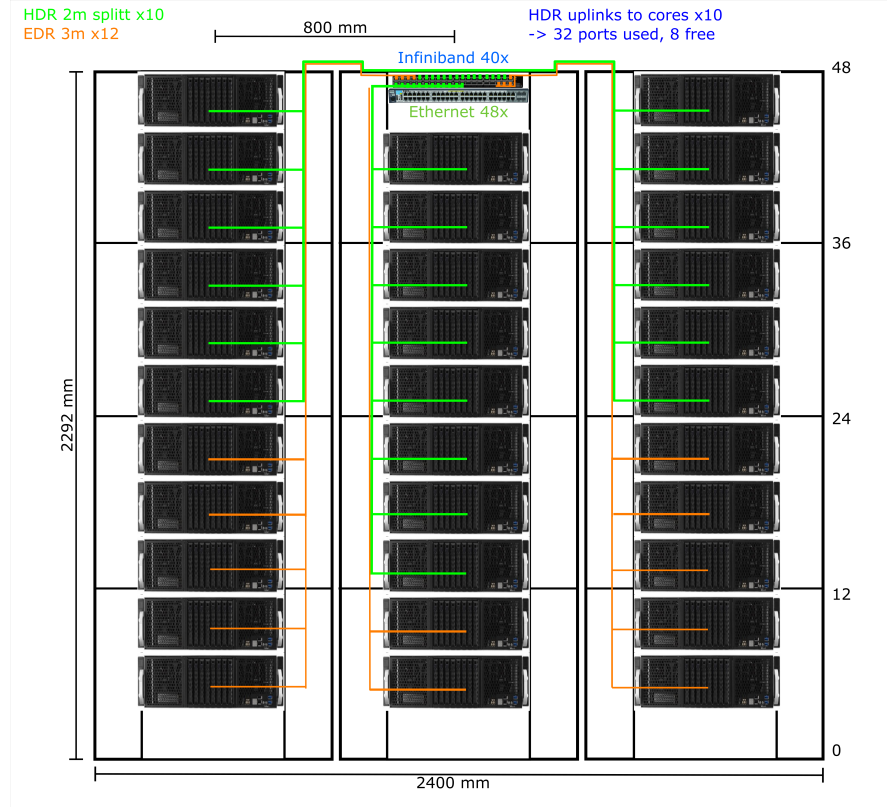 HDR 2m splitt x10
EDR 3m x12
800 mm
HDR uplinks to cores x10
-> 32 ports used, 8 free
Infiniband 40x
Ethernet 48x
48
36
24
12
0
2292 mm
2400 mm